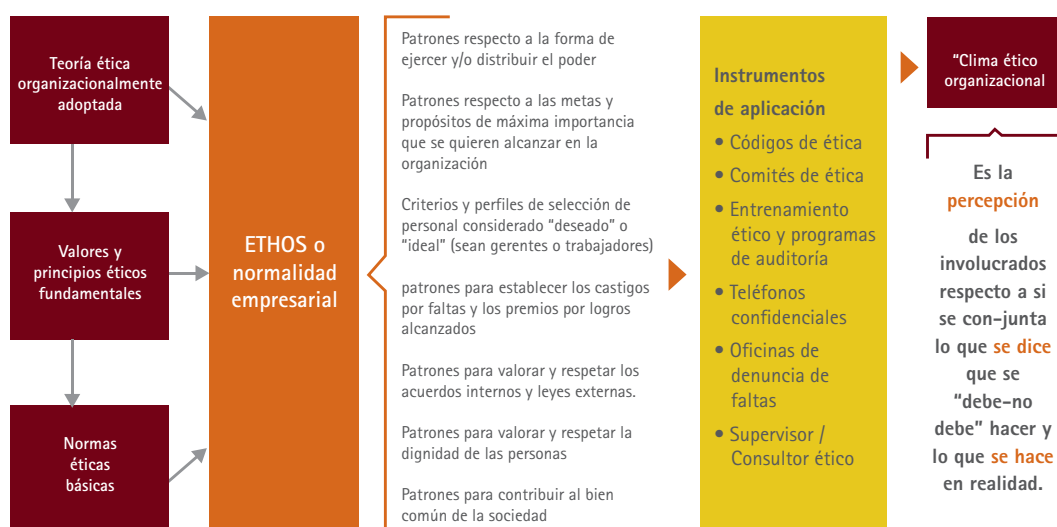 Teoría ética
organizacionalmente
adoptada
Valores y
principios éticos
fundamentales
Normas
éticas
básicas
ETHOS o
normalidad
empresarial
Patrones respecto a la forma de
ejercer y/o distribuir el poder
Patrones respecto a las metas y
propósitos de máxima importancia
que se quieren alcanzar en la
organización
Criterios y perfiles de selección de
personal considerado "deseado" o
"ideal" (sean gerentes o trabajadores)
patrones para establecer los castigos
por faltas y los premios por logros
alcanzados
Patrones para valorar y respetar los
acuerdos internos y leyes externas.
Patrones para valorar y respetar la
dignidad de las personas
Patrones para contribuir al bien
común de la sociedad
Instrumentos
de aplicación
• Códigos de ética
• Comités de ética
• Entrenamiento
ético y programas
de auditoría
• Teléfonos
confidenciales
• Oficinas de
denuncia de
faltas
• Supervisor /
Consultor ético
"Clima ético
organizacional
Es la
percepción
de los
involucrados
respecto a si
se con-junta
lo que se dice
que se
"debe-no
debe" hacer y
lo que se hace
en realidad.